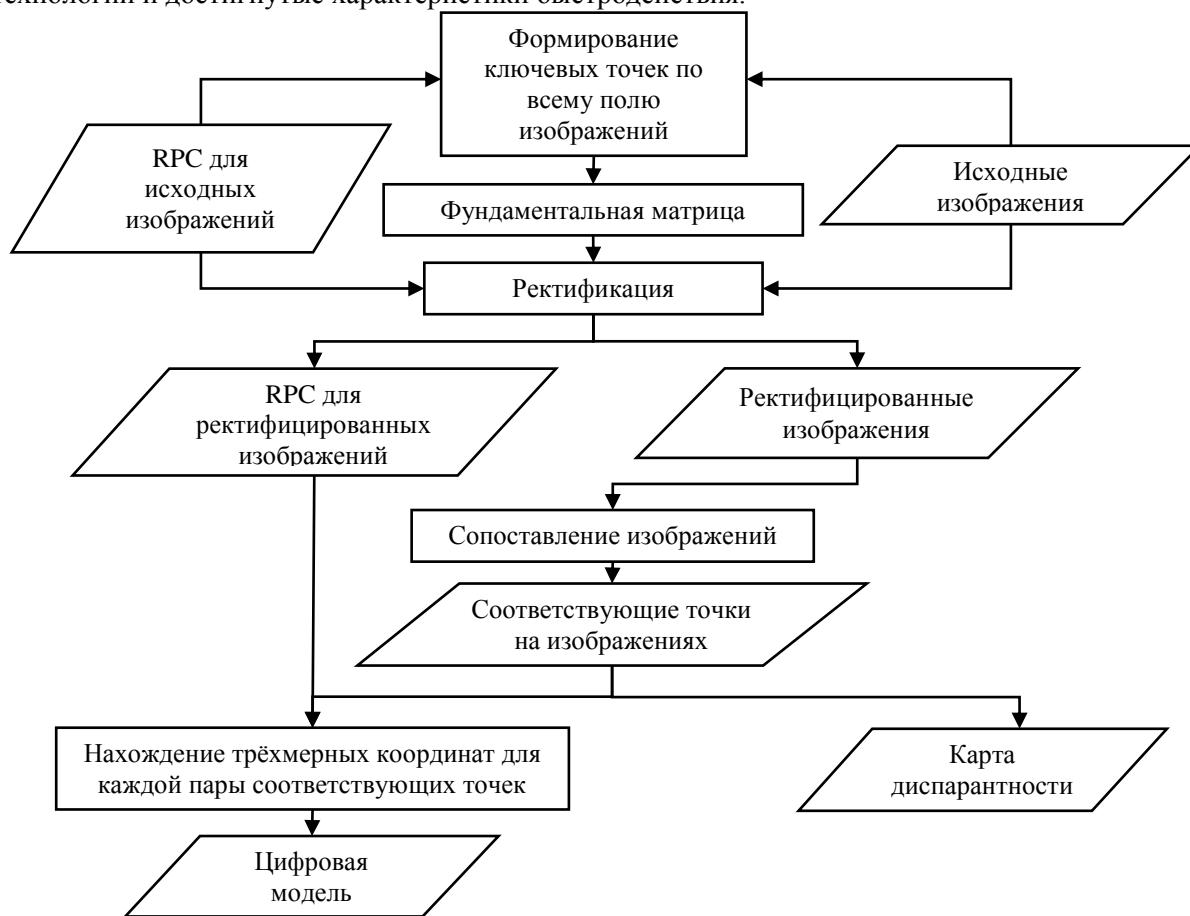 технологии и достигнутые характеристики быстродействия.
Формирование
ключевых точек по
всему полю
изображений
RPC для
исходных
изображений
Исходные
изображения
Фундаментальная матрица
Ректификация
RPC для
ректифицированных
изображений
Ректифицированные
изображения
Сопоставление изображений
Соответствующие точки
на изображениях
Нахождение трёхмерных координат для
каждой пары соответствующих точек
Карта
диспарантности
Цифровая
модель